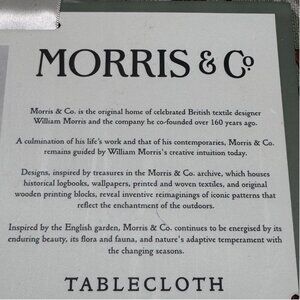 MORRIS & Co
Morris & Co. is the original home of celebrated British textile designer
William Morris and the company he co-founded over 160 years ago.
A culmination of his life's work and that of his contemporaries, Morris & Co.
remains guided by William Morris's creative intuition today.
Designs, inspired by treasures in the Morris & Co. archive, which houses
historical logbooks, wallpapers, printed and woven textiles, and original
wooden printing blocks, reveal inventive reimaginings of iconic patterns that
reflect the enchantment of the outdoors.
Inspired by the English garden, Morris & Co. continues to be energised by its
enduring beauty, its flora and fauna, and nature's adaptive temperament with
the changing seasons.
TABLECLOTH